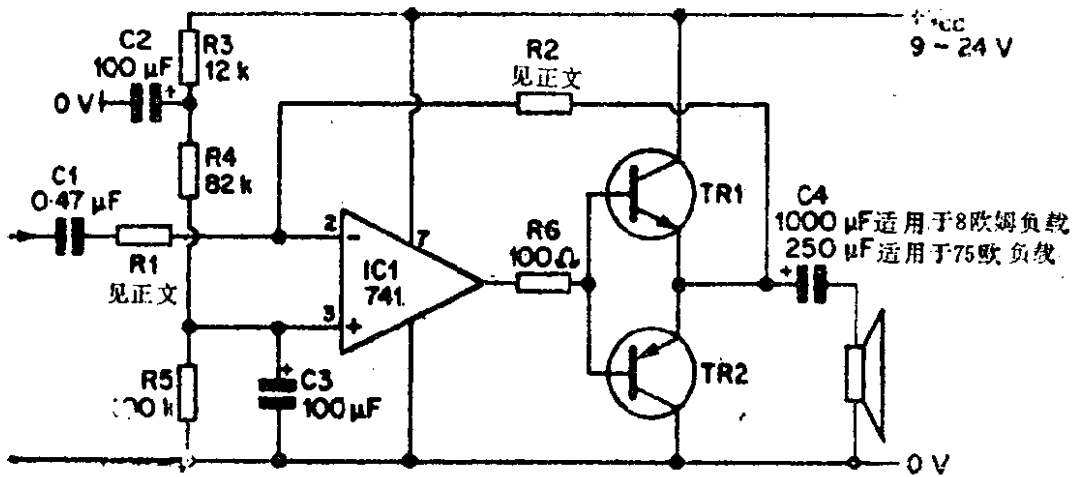 C2
100 μF
0 V
+
R3
12 k
R4
82 k
C1
0.47 μF
R1
见正文
R2
见正文
9 – 24 V
2
−
3
+
7
IC1
741
R6
100Ω
TR1
TR2
C4
1000 μF适用于8欧姆负载
250 μF适用于75欧负线
+
R5
+
C3
100 μF
0 V